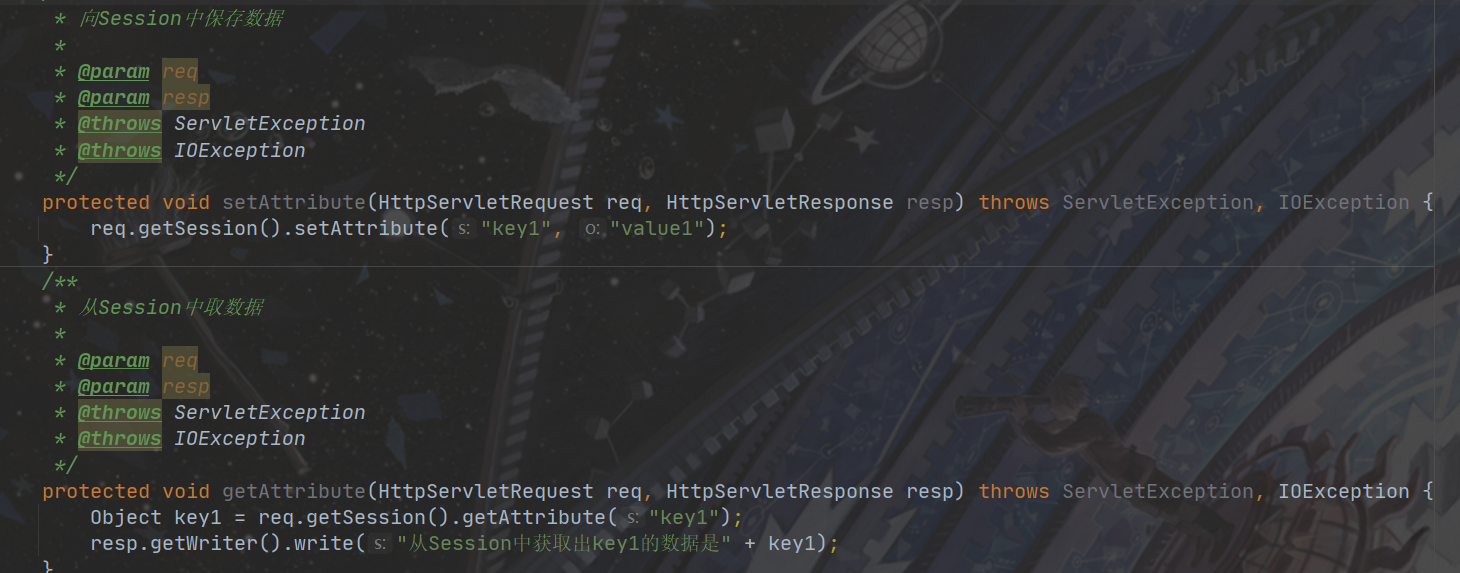 * 向Session中保存数据
*
* @param req
* @param resp
* @throws ServletException
* @throws IOException
*/
protected void setAttribute(HttpServletRequest req, HttpServletResponse resp) throws ServletException, IOException {
req.getSession().setAttribute( s: "key1", o: "value1");
}
/**
* 从Session中取数据
*
* @param req
* @param resp
* @throws ServletException
* @throws IOException
*/
protected void getAttribute(HttpServletRequest req, HttpServletResponse resp) throws ServletException, IOException {
Object key1 = req.getSession().getAttribute( s: "key1");
resp.getWriter().write( s: "从Session中获取出key1的数据是" + key1);
}